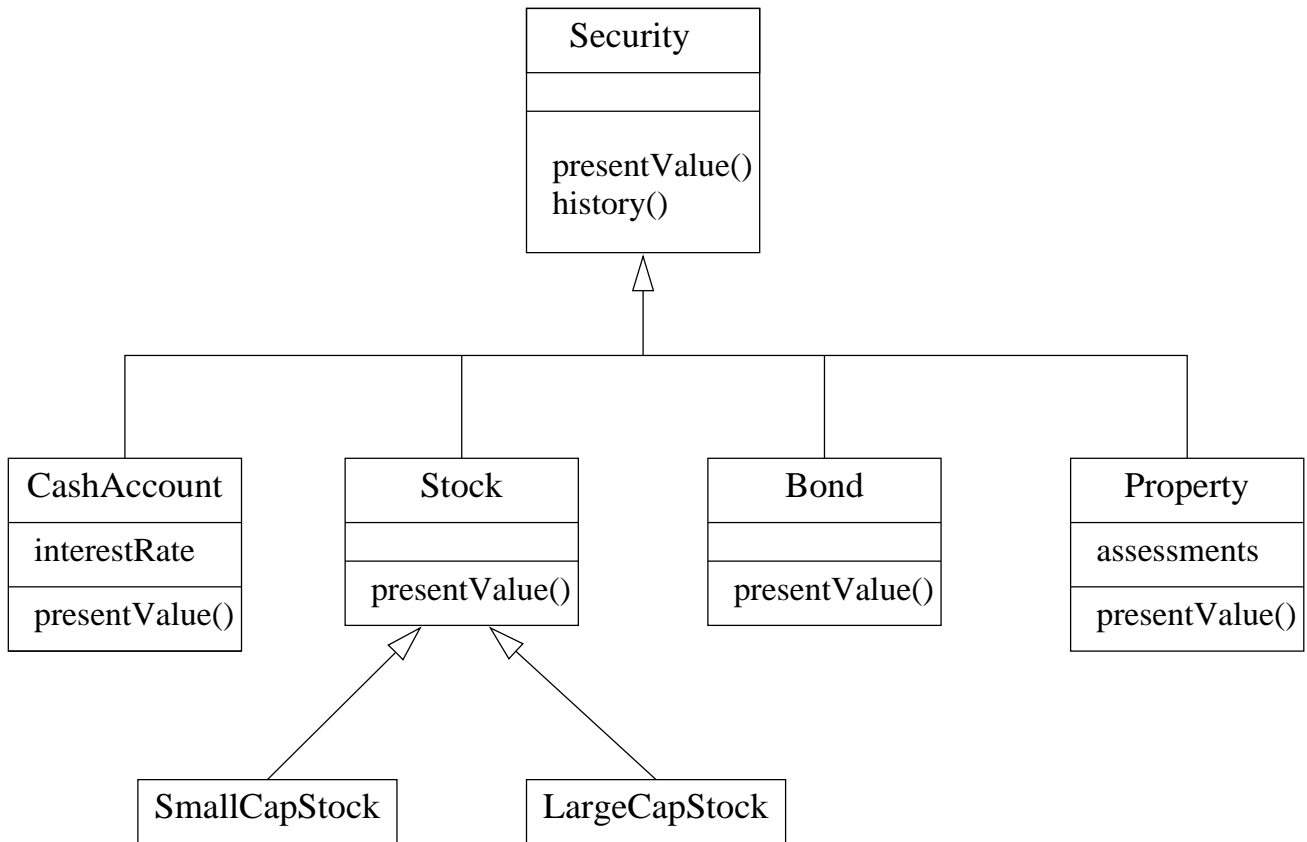 Security
presentValue()
history()
CashAccount
interestRate
presentValue()
Stock
presentValue()
Bond
presentValue()
Property
assessments
presentValue()
SmallCapStock
LargeCapStock